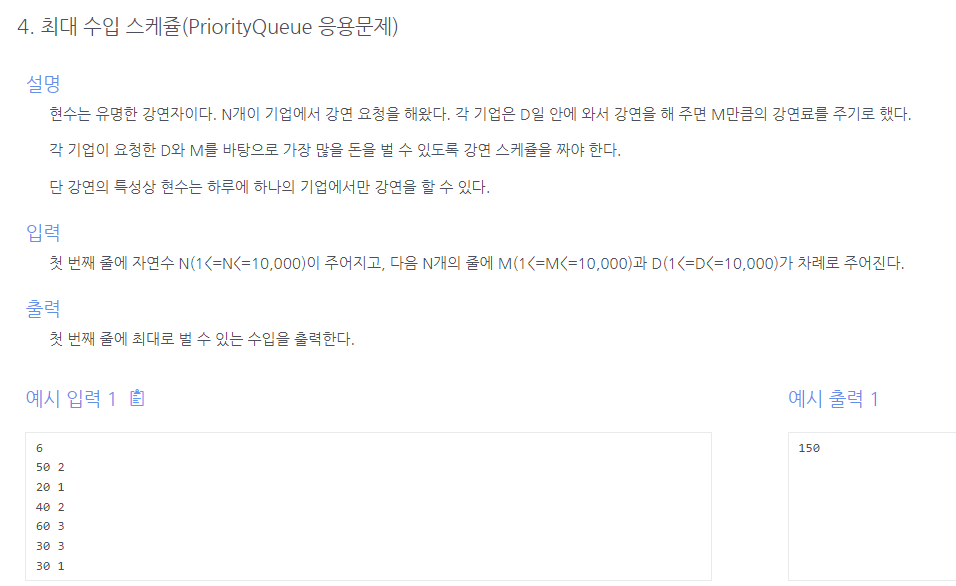 4. 최대 수입 스케쥴(PriorityQueue 응용문제)
설명
현수는 유명한 강연자이다. N개이 기업에서 강연 요청을 해왔다. 각 기업은 D일 안에 와서 강연을 해 주면 M만큼의 강연료를 주기로 했다.
각 기업이 요청한 D와 M를 바탕으로 가장 많을 돈을 벌 수 있도록 강연 스케쥴을 짜야 한다.
단 강연의 특성상 현수는 하루에 하나의 기업에서만 강연을 할 수 있다.
입력
첫 번째 줄에 자연수 N(1<=N<=10,000)이 주어지고, 다음 N개의 줄에 M(1<=M<=10,000)과 D(1<=D<=10,000)가 차례로 주어진다.
출력
첫 번째 줄에 최대로 벌 수 있는 수입을 출력한다.
예시 입력 1
6
50 2
20 1
40 2
60 3
30 3
30 1
예시 출력 1
150